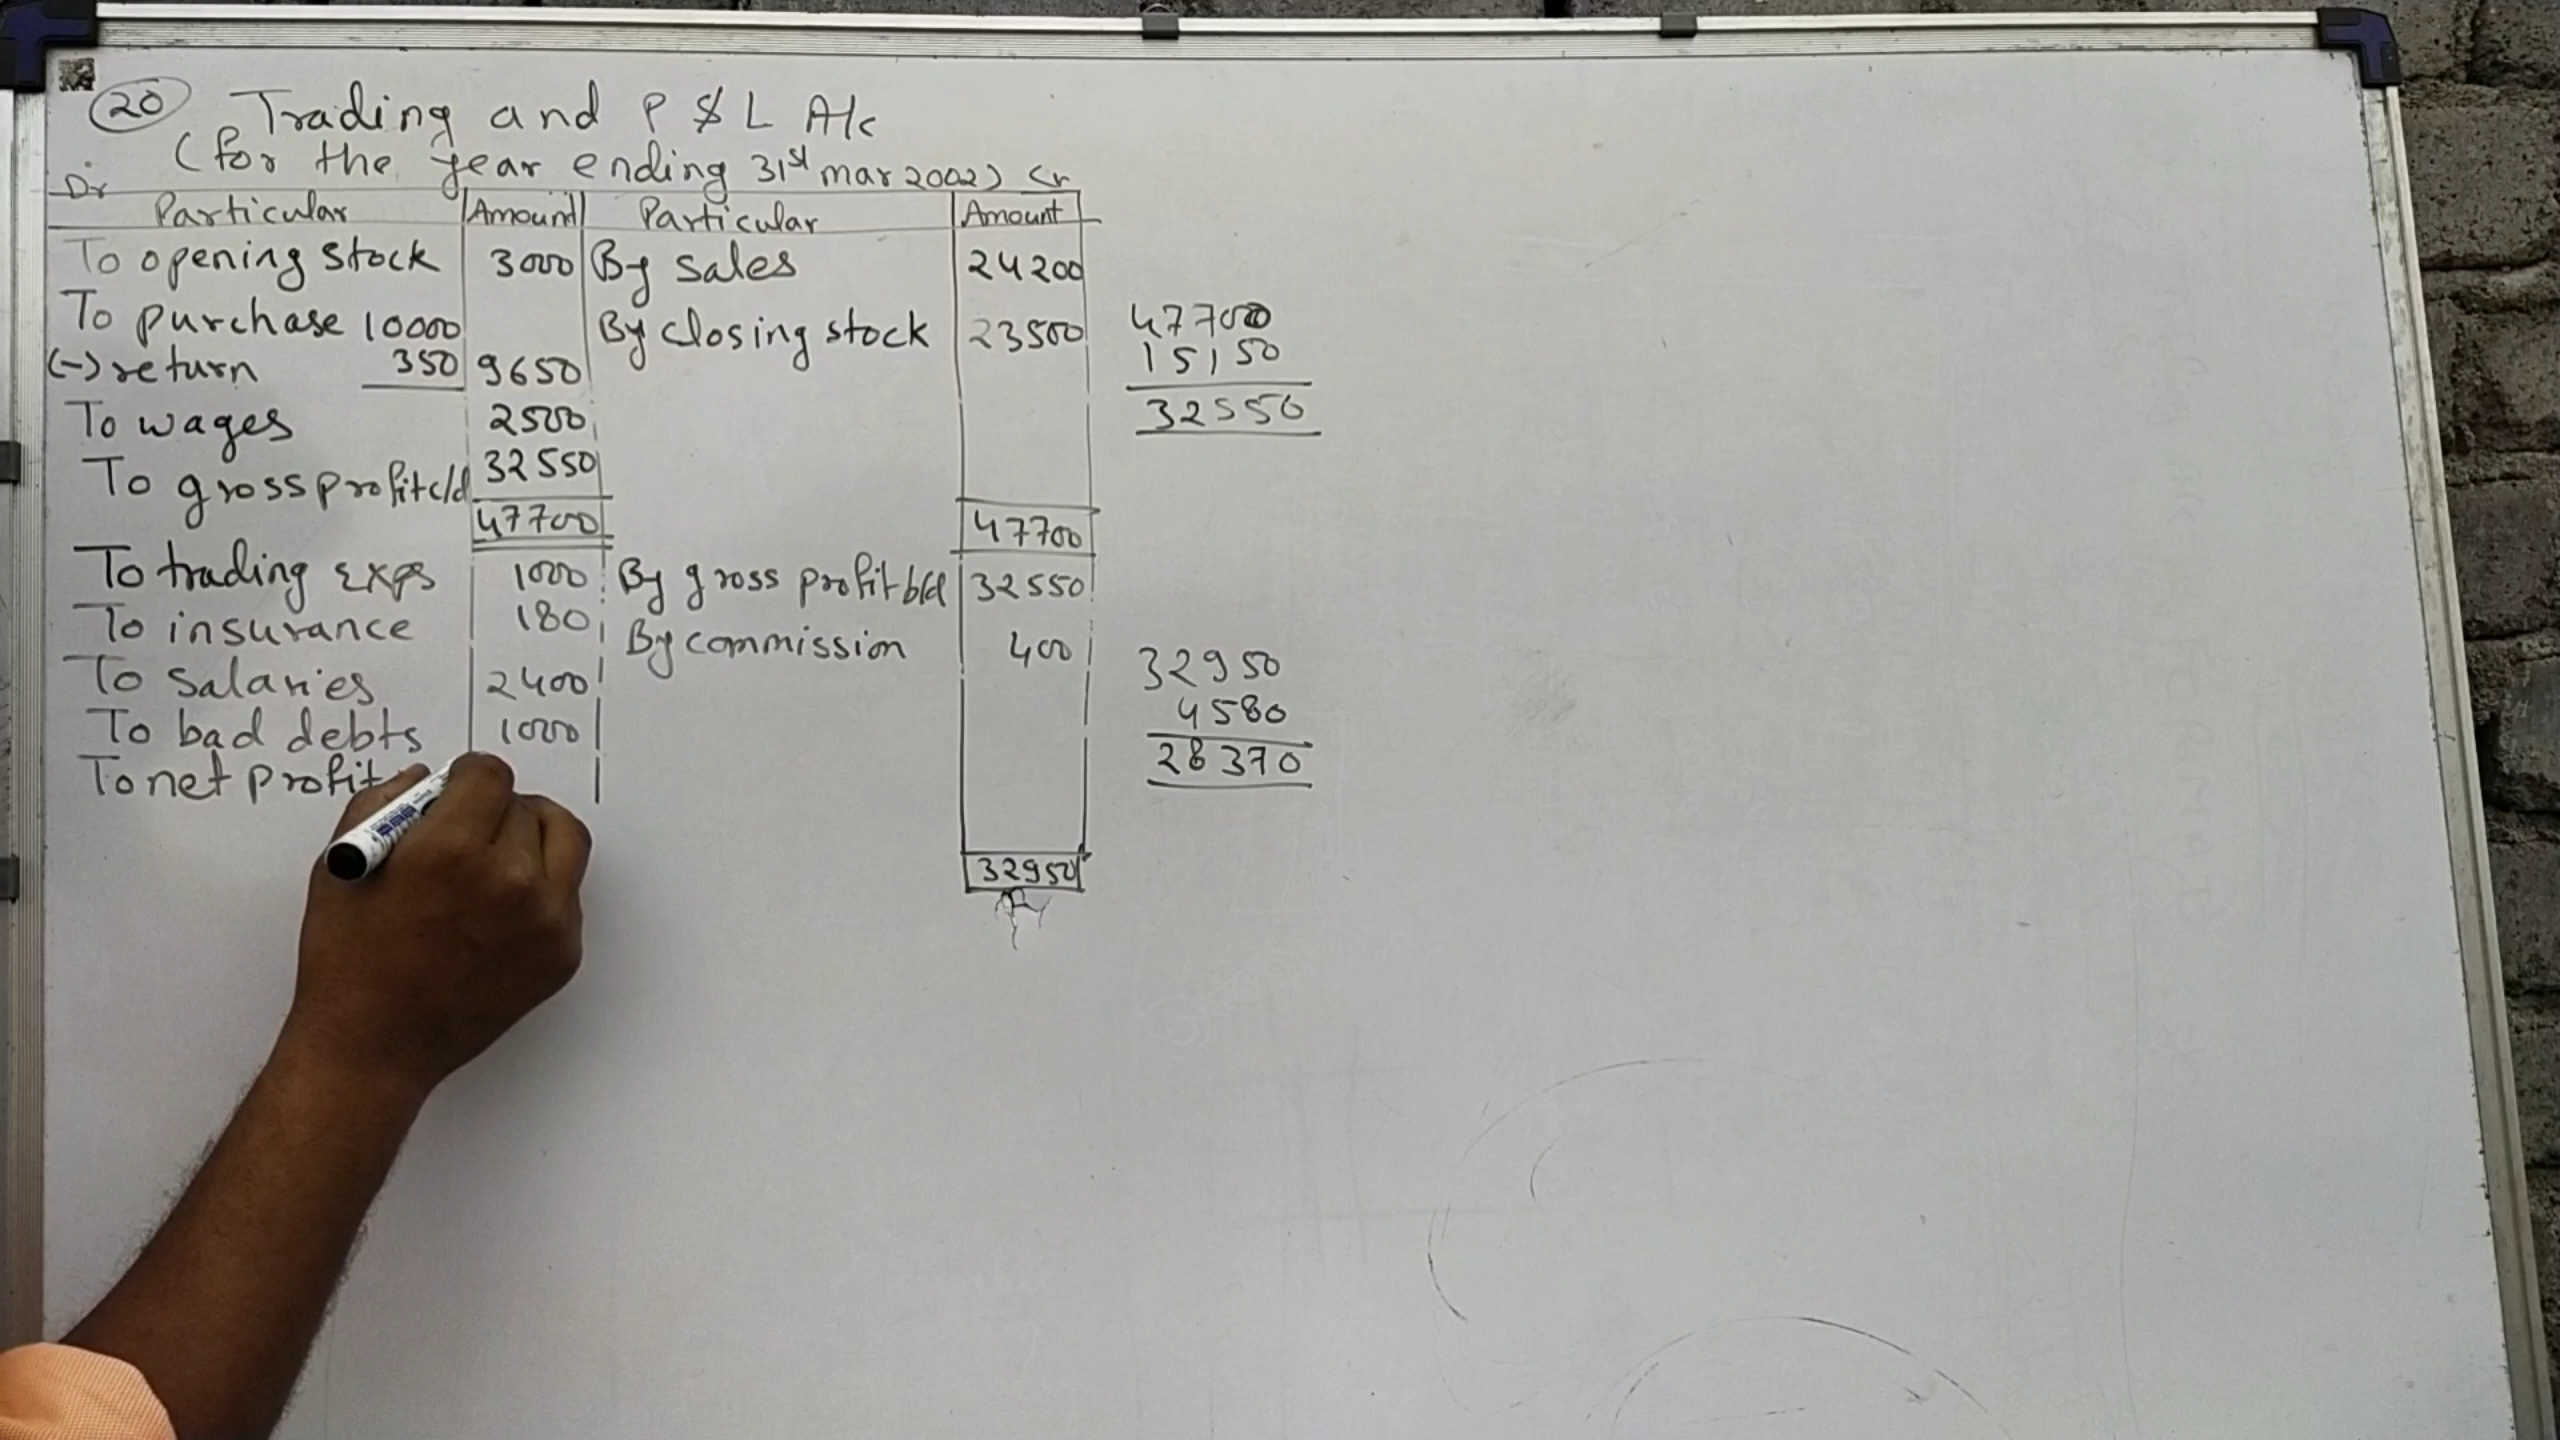 20 Trading and P & L A/c
(for the year ending 31st mar 2002)
Dr Cr
Particular Amount Particular Amount
To opening stock 3000 By sales 24200
To purchase 10000 By closing stock 23500
(-) return 350 9650
To wages 2500
To gross profit c/d 32550
47700 47700
To trading Exps 1000 By gross profit b/d 32550
To insurance 180 By commission 400
To salaries 2400
To bad debts 1000
To net profit
32950
47700
15150
32550
32950
4580
28370